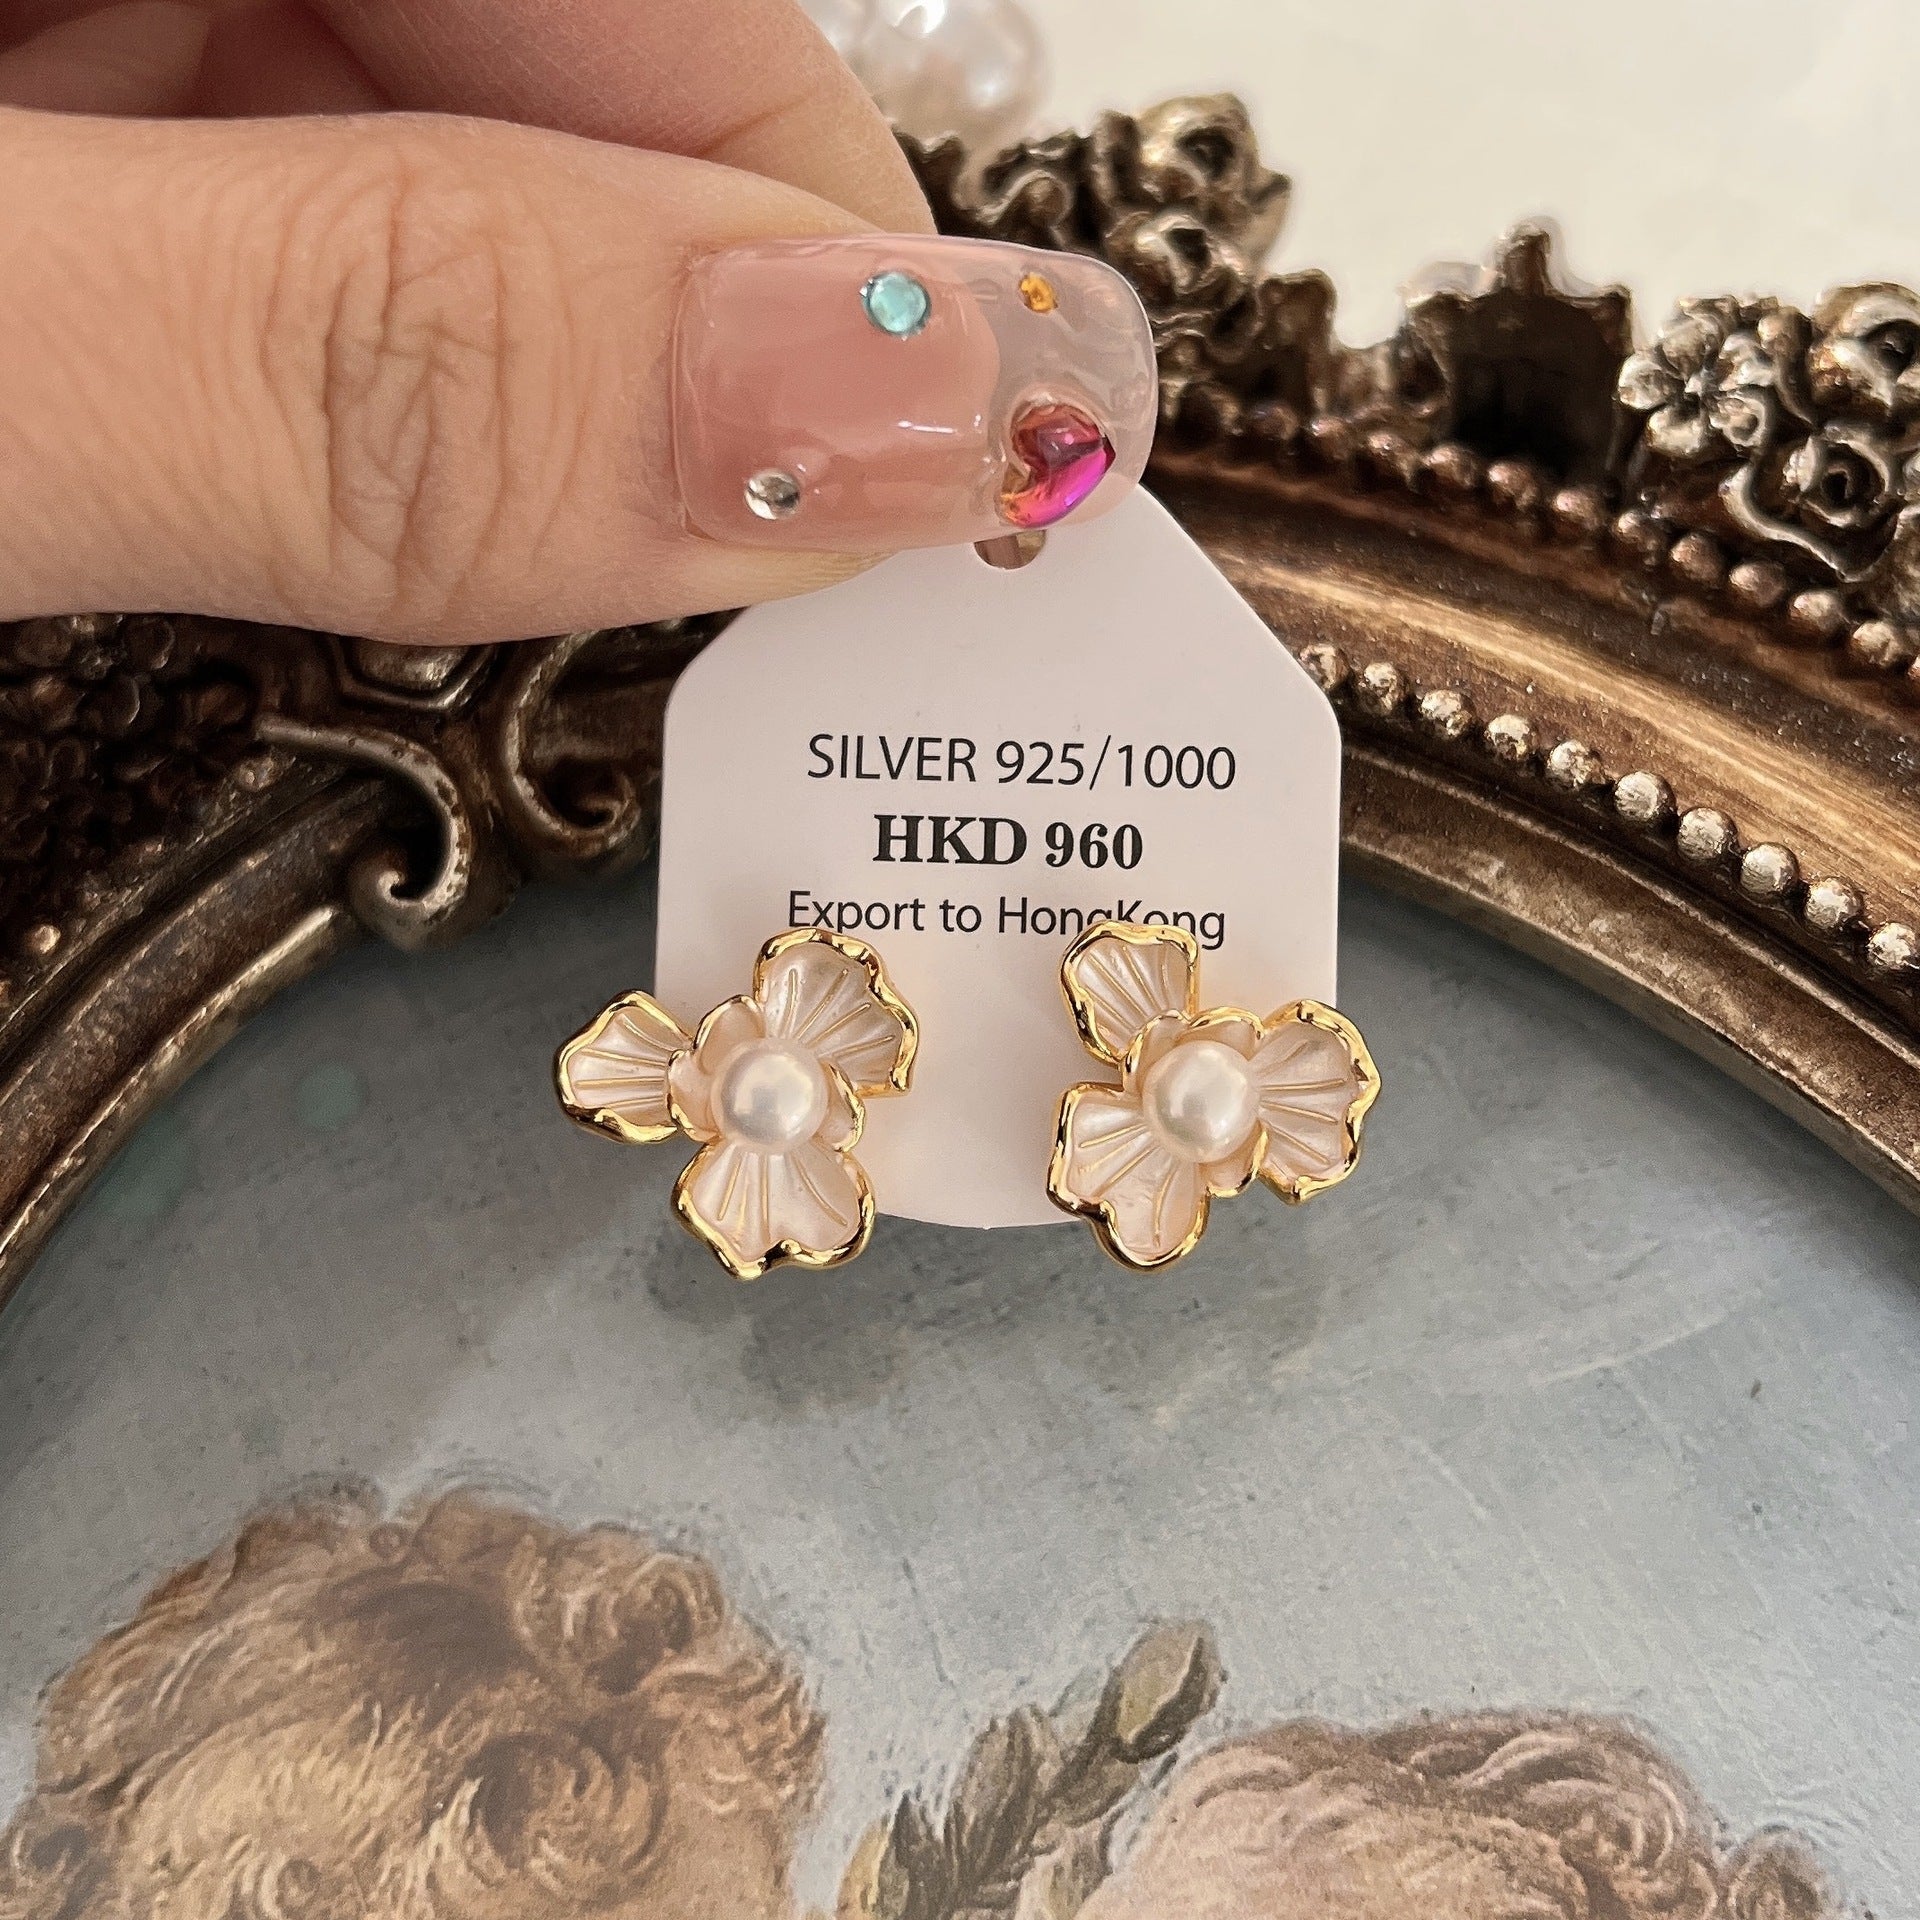 SILVER 925/1000
HKD 960
Export to HongKong